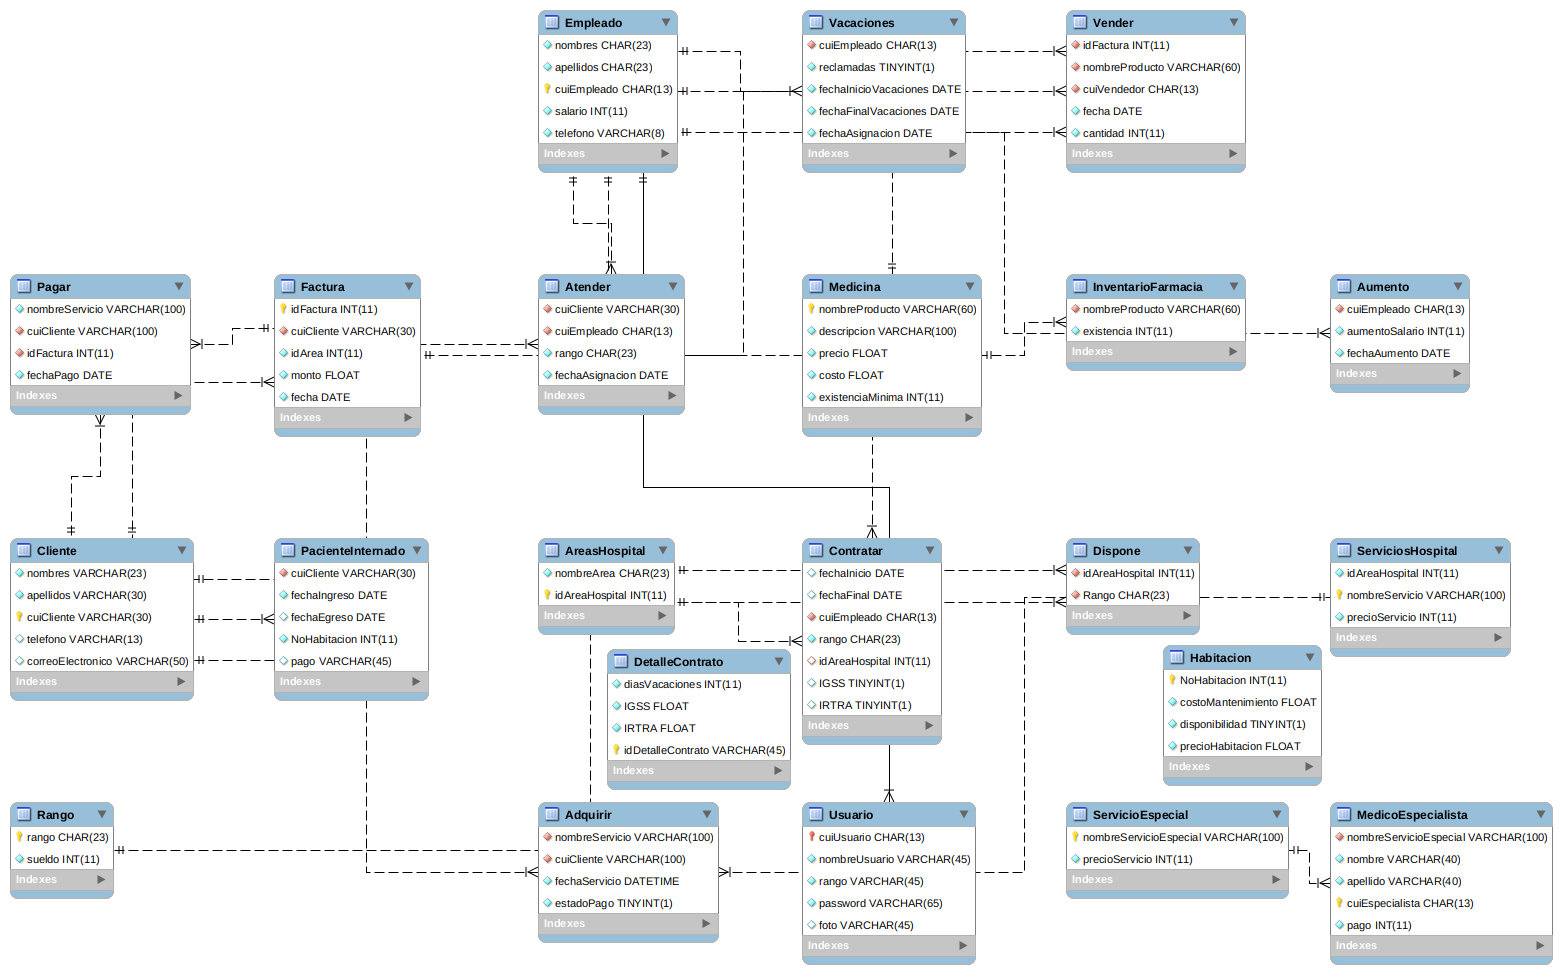 Empleado
nombres CHAR(23)
apellidos CHAR(23)
cuiEmpleado CHAR(13)
salario INT(11)
telefono VARCHAR(8)
Indexes
Vacaciones
cuiEmpleado CHAR(13)
reclamadas TINYINT(1)
fechaInicioVacaciones DATE
fechaFinalVacaciones DATE
fechaAsignacion DATE
Indexes
Vender
idFactura INT(11)
nombreProducto VARCHAR(60)
cuiVendedor CHAR(13)
fecha DATE
cantidad INT(11)
Indexes
Pagar
nombreServicio VARCHAR(100)
cuiCliente VARCHAR(100)
idFactura INT(11)
fechaPago DATE
Indexes
Factura
idFactura INT(11)
cuiCliente VARCHAR(30)
idArea INT(11)
monto FLOAT
fecha DATE
Indexes
Atender
cuiCliente VARCHAR(30)
cuiEmpleado CHAR(13)
rango CHAR(23)
fechaAsignacion DATE
Indexes
Medicina
nombreProducto VARCHAR(60)
descripcion VARCHAR(100)
precio FLOAT
costo FLOAT
existenciaMinima INT(11)
Indexes
InventarioFarmacia
nombreProducto VARCHAR(60)
existencia INT(11)
Indexes
Aumento
cuiEmpleado CHAR(13)
aumentoSalario INT(11)
fechaAumento DATE
Indexes
Cliente
nombres VARCHAR(23)
apellidos VARCHAR(30)
cuiCliente VARCHAR(30)
telefono VARCHAR(13)
correoElectronico VARCHAR(50)
Indexes
PacienteInternado
cuiCliente VARCHAR(30)
fechaIngreso DATE
fechaEgreso DATE
NoHabitacion INT(11)
pago VARCHAR(45)
Indexes
AreasHospital
nombreArea CHAR(23)
idAreaHospital INT(11)
Indexes
Contratar
fechaInicio DATE
fechaFinal DATE
cuiEmpleado CHAR(13)
rango CHAR(23)
idAreaHospital INT(11)
IGSS TINYINT(1)
IRTRA TINYINT(1)
Indexes
Dispone
idAreaHospital INT(11)
Rango CHAR(23)
Indexes
ServiciosHospital
idAreaHospital INT(11)
nombreServicio VARCHAR(100)
precioServicio INT(11)
Indexes
DetalleContrato
diasVacaciones INT(11)
IGSS FLOAT
IRTRA FLOAT
idDetalleContrato VARCHAR(45)
Indexes
Habitacion
NoHabitacion INT(11)
costoMantenimiento FLOAT
disponibilidad TINYINT(1)
precioHabitacion FLOAT
Indexes
Rango
rango CHAR(23)
sueldo INT(11)
Indexes
Adquirir
nombreServicio VARCHAR(100)
cuiCliente VARCHAR(100)
fechaServicio DATETIME
estadoPago TINYINT(1)
Indexes
Usuario
cuiUsuario CHAR(13)
nombreUsuario VARCHAR(45)
rango VARCHAR(45)
password VARCHAR(65)
foto VARCHAR(45)
Indexes
ServicioEspecial
nombreServicioEspecial VARCHAR(100)
precioServicio INT(11)
Indexes
MedicoEspecialista
nombreServicioEspecial VARCHAR(100)
nombre VARCHAR(40)
apellido VARCHAR(40)
cuiEspecialista CHAR(13)
pago INT(11)
Indexes